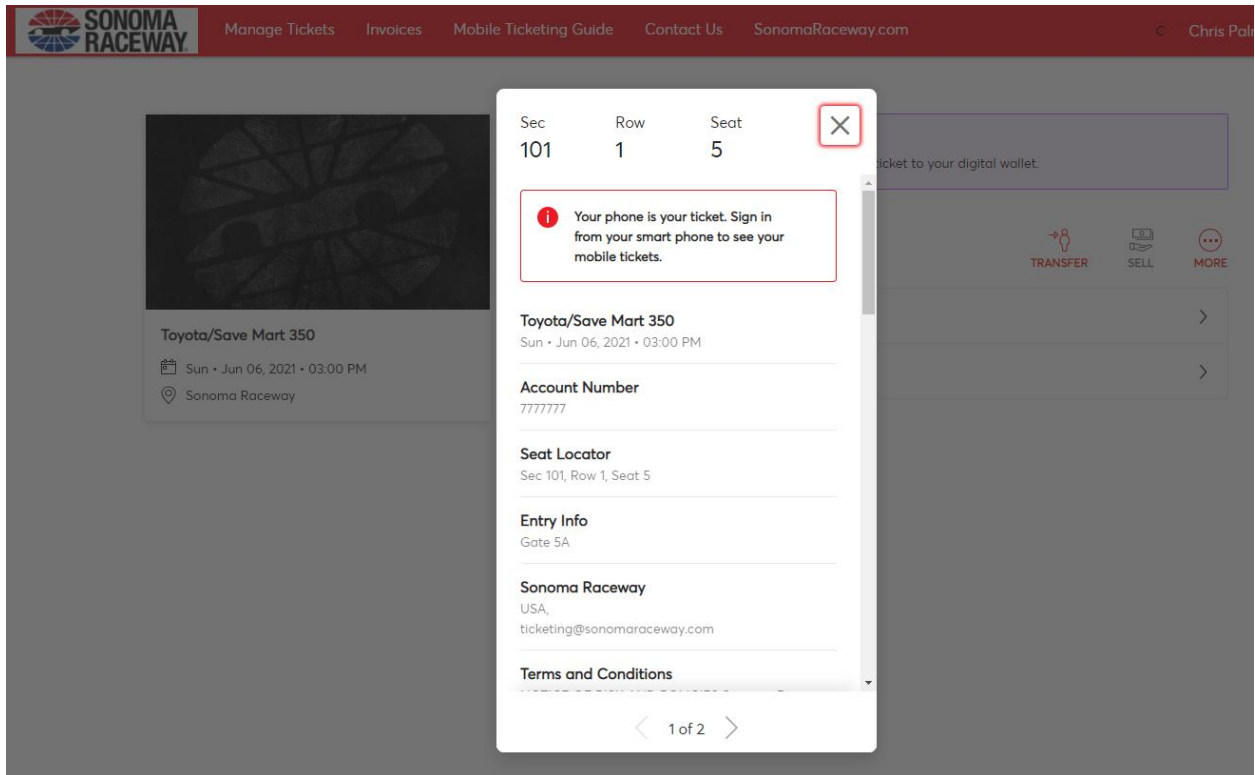 SONOMA
RACEWAY
Manage Tickets Invoices Mobile Ticketing Guide Contact Us SonomaRaceway.com C Chris Paln
Sec Row Seat
101 1 5
icket to your digital wallet.
Your phone is your ticket. Sign in
from your smart phone to see your
mobile tickets.
TRANSFER SELL MORE
Toyota/Save Mart 350
Sun • Jun 06, 2021 • 03:00 PM
Sonoma Raceway
Toyota/Save Mart 350
Sun • Jun 06, 2021 • 03:00 PM
Account Number
7777777
Seat Locator
Sec 101, Row 1, Seat 5
Entry Info
Gate 5A
Sonoma Raceway
USA,
ticketing@sonomaraceway.com
Terms and Conditions
1 of 2